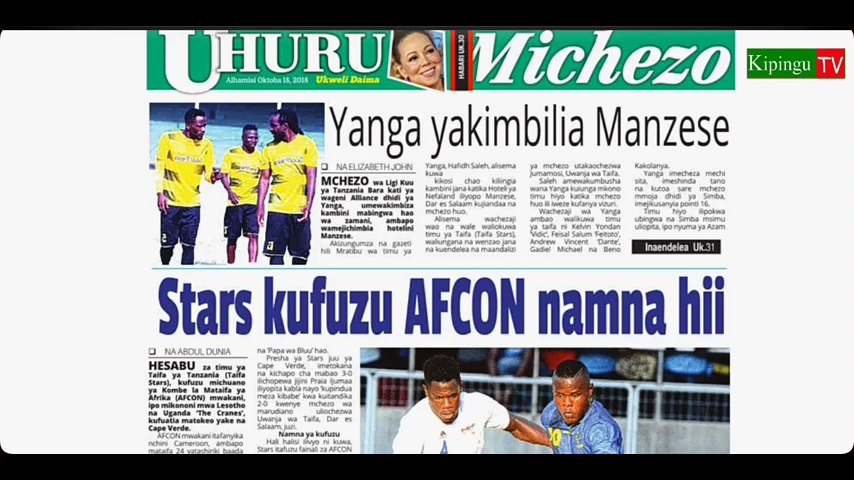 UHURU
Alhamisi Oktoba 18, 2018
Ukweli Daima
HABARI UK.30
Michezo
Kipingu TV
Yanga yakimbilia Manzese
NA ELIZABETH JOHN
MCHEZO wa Ligi Kuu
ya Tanzania Bara kati ya
wageni Alliance dhidi ya
Yanga, umewakimbiza
kambini mabingwa hao
wa zamani, ambapo
wamejichimbia hotelini
Manzese.
Akizungumza na gazeti
hili Mratibu wa timu ya
Yanga, Hafidh Saleh, alisema
kuwa
kikosi chao kilingia
kambini jana katika Hoteli ya
Nefaland iliyopo Manzese,
Dar es Salaam kujiandaa na
mchezo huo.
Alisema wachezaji
wao na wale waliokuwa
timu ya Taifa (Taifa Stars),
waliungana na wenzao jana
na kuendelea na maandalizi
ya mchezo utakaochezwa
Jumamosi, Uwanja wa Taifa.
Saleh amewakumbusha
wana Yanga kuiunga mkono
timu hiyo katika mchezo
huo ili iweze kufanya vizuri.
Wachezaji wa Yanga
ambao walikuwa timu
ya taifa ni Kelvin Yondan
'Vidic', Feisal Salum 'Feitoto',
Andrew Vincent 'Dante',
Gadiel Michael na Beno
Kakolanya.
Yanga imecheza mechi
sita, imeshinda tano
na kutoa sare mchezo
mmoja dhidi ya Simba,
imejikusanyia pointi 16.
Timu hiyo ilipokwa
ubingwa na Simba msimu
uliopita, ipo nyuma ya Azam
Inaendelea Uk.31
Stars kufuzu AFCON namna hii
NA ABDUL DUNIA
HESABU za timu ya
Taifa ya Tanzania (Taifa
Stars), kufuzu michuano
ya Kombe la Mataifa ya
Afrika (AFCON) mwakani,
ipo mikononi mwa Lesotho
na Uganda 'The Cranes',
kufuatia matokeo yake na
Cape Verde.
AFCON mwakani itafanyika
nchini Cameroon, ambapo
mataifa 24 yatashiriki baada
na 'Papa wa Bluu' hao.
Presha ya Stars juu ya
Cape Verde, imetokana
na kichapo cha mabao 3-0
ilichopewa jijini Praia Ijumaa
iliyopita kabla nayo 'kupindua
meza kibabe' kwa kuitandika
2-0 kwenye mchezo wa
marudiano uliochezwa
Uwanja wa Taifa, Dar es
Salaam, juzi.
Namna ya kufuzu
Hali halisi ilivyo ni kuwa,
Stars itafuzu fainali za AFCON